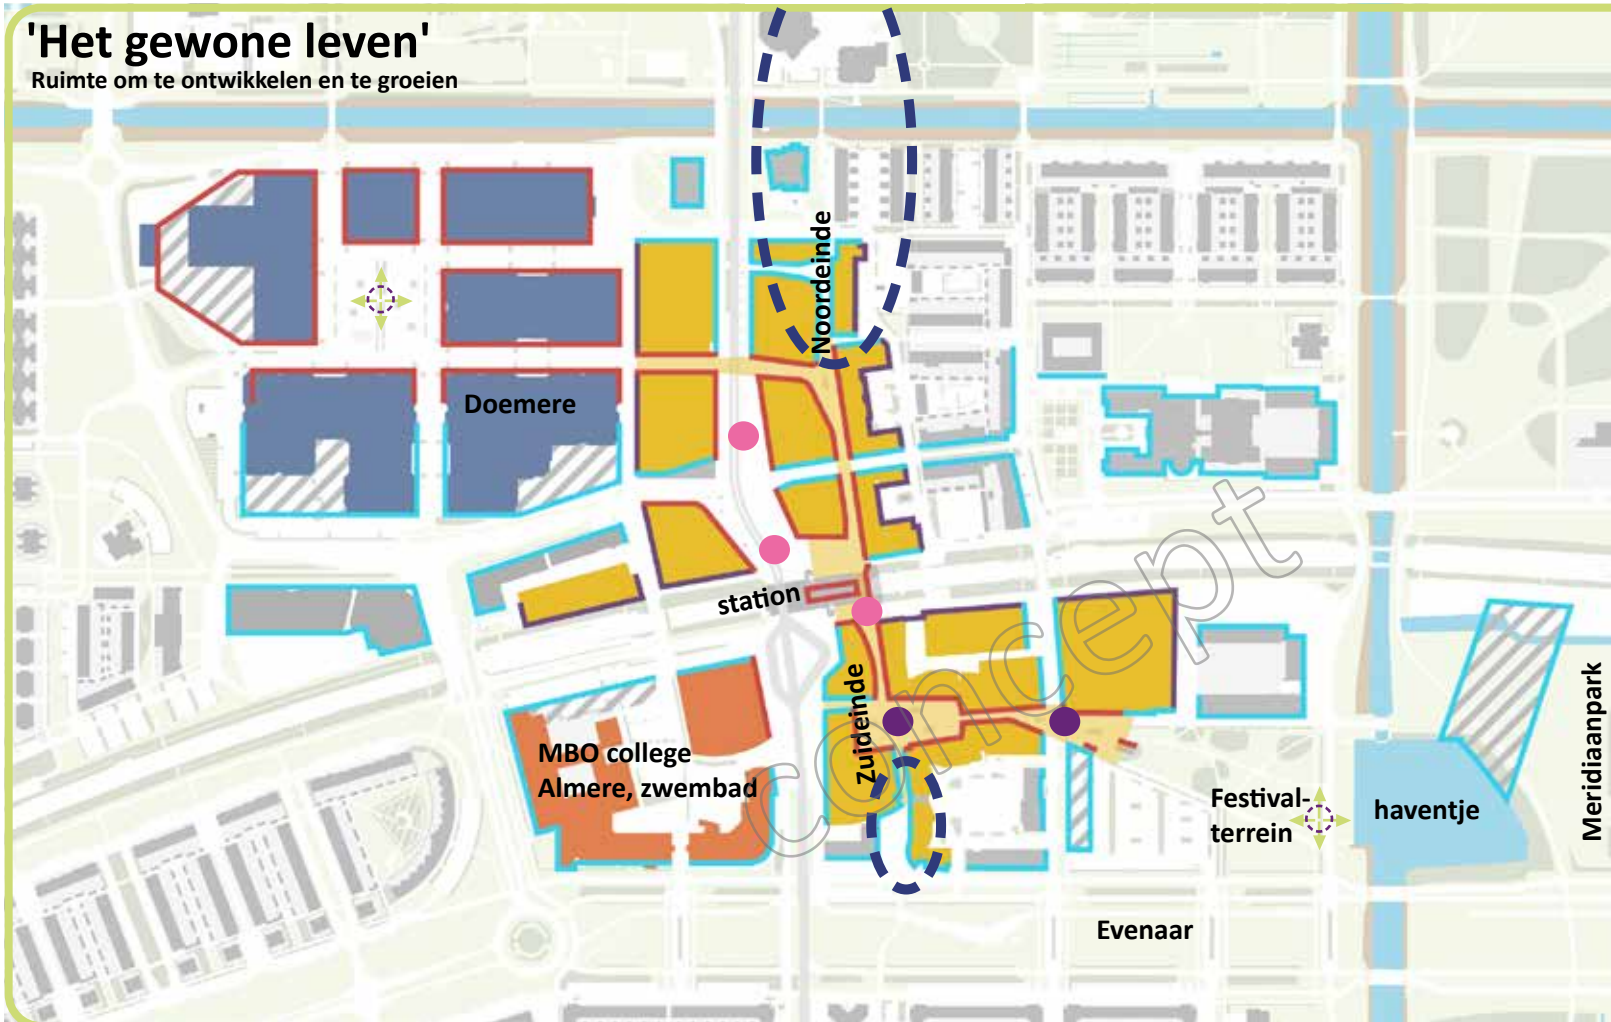 'Het gewone leven'
Ruimte om te ontwikkelen en te groeien
Noordeinde
Doemere
station
Zuideinde
MBO college
Almere, zwembad
concept
Festival-
terrein
haventje
Meridiaanpark
Evenaar